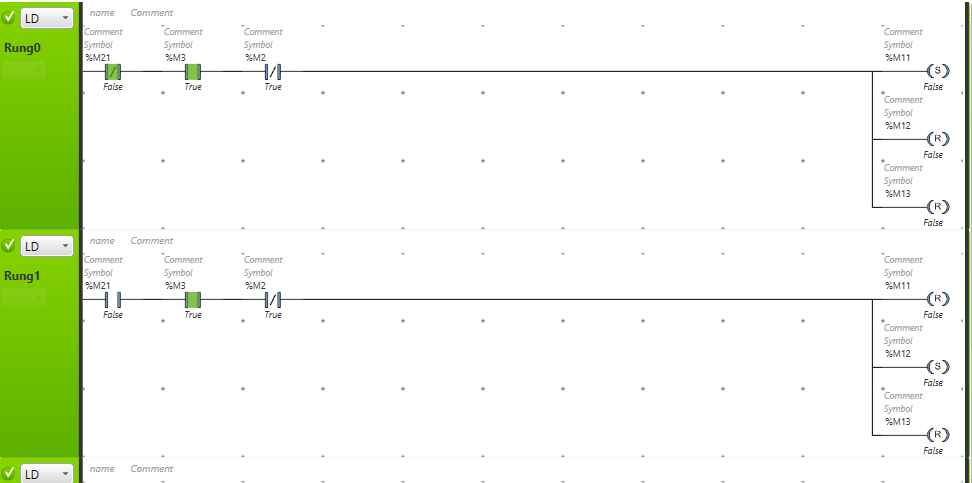 LD
name Comment
Rung0
Comment Comment Comment Comment
Symbol Symbol Symbol Symbol
%M21 %M3 %M2 %M11
/ / S
False True True False
Comment
Symbol
%M12
R
False
Comment
Symbol
%M13
R
False
LD
name Comment
Rung1
Comment Comment Comment Comment
Symbol Symbol Symbol Symbol
%M21 %M3 %M2 %M11
/ R
False True True False
Comment
Symbol
%M12
S
False
Comment
Symbol
%M13
R
False
LD
name Comment